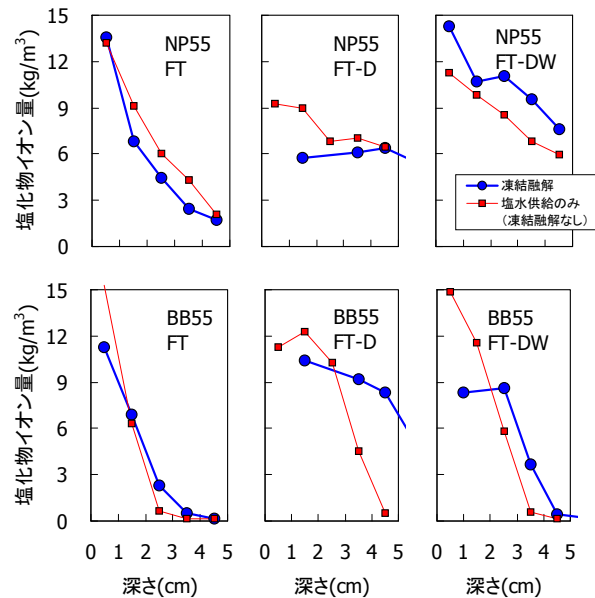 塩化物イオン量(kg/m³)
15
12
9
6
3
0
NP55
FT
NP55
FT-D
NP55
FT-DW
凍結融解
塩水供給のみ
(凍結融解なし)
塩化物イオン量(kg/m³)
15
12
9
6
3
0
BB55
FT
BB55
FT-D
BB55
FT-DW
0 1 2 3 4 5
0 1 2 3 4 5
0 1 2 3 4 5
深さ(cm)
深さ(cm)
深さ(cm)